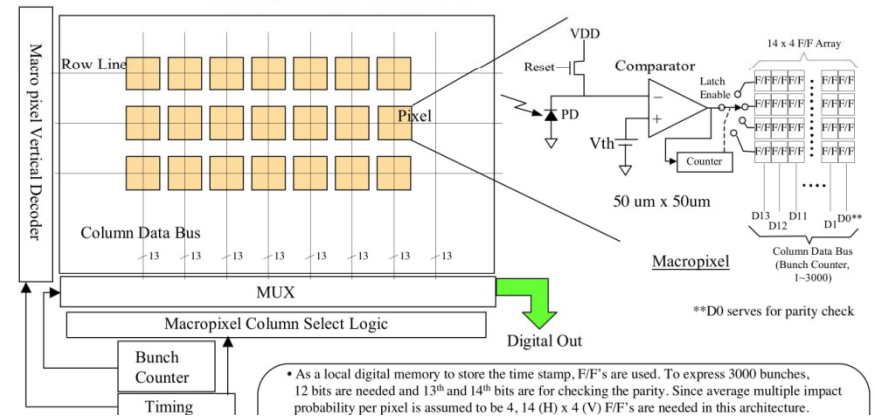 Macro pixel Vertical Decoder
Row Line
Pixel
Column Data Bus
13 13 13 13 13 13 13
MUX
Macropixel Column Select Logic
Digital Out
Bunch
Counter
Timing
VDD
Reset
PD
Vth
Comparator
Counter
Latch
Enable
50 um x 50um
Macropixel
14 x 4 F/F Array
F/F F/F F/F F/F F/F
F/F F/F F/F F/F F/F
F/F F/F F/F F/F F/F
F/F F/F F/F F/F F/F
D13
D12
D11
D1
D0**
Column Data Bus
(Bunch Counter,
1~3000)
**D0 serves for parity check
• As a local digital memory to store the time stamp, F/F's are used. To express 3000 bunches,
12 bits are needed and 13th and 14th bits are for checking the parity. Since average multiple impact
probability per pixel is assumed to be 4, 14 (H) x 4 (V) F/F's are needed in this architecture.